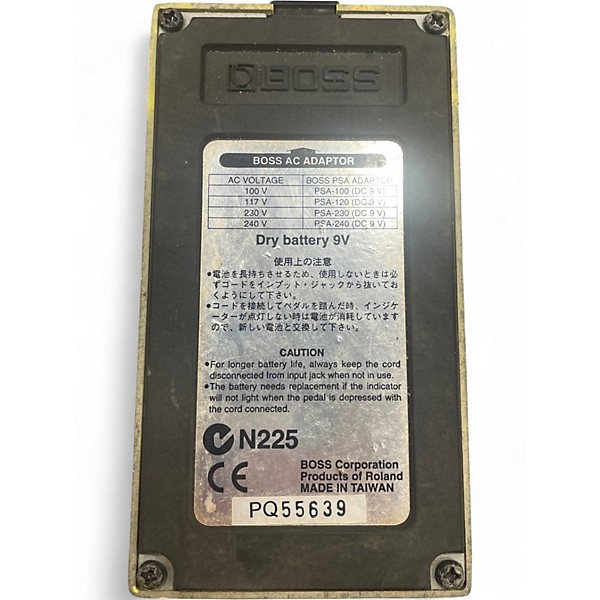 BOSS
BOSS AC ADAPTOR
AC VOLTAGE BOSS PSA ADAPTOR
100 V PSA-100 (DC 9 V)
117 V PSA-120 (DC 9 V)
230 V PSA-230 (DC 9 V)
240 V PSA-240 (DC 9 V)
Dry battery 9V
使用上の注意
●電池を長持ちさせるため、使用しないときは必
ずコードをインプット・ジャックから抜いてお
くようにして下さい。
●コードを接続してペダルを踏んだ時、インジケ
ーターが点灯しない時は電池が消耗しています
ので、新しい電池と交換して下さい。
CAUTION
●For longer battery life, always keep the cord
disconnected from input jack when not in use.
●The battery needs replacement if the indicator
will not light when the pedal is depressed with
the cord connected.
N225
CE
BOSS Corporation
Products of Roland
MADE IN TAIWAN
PQ55639